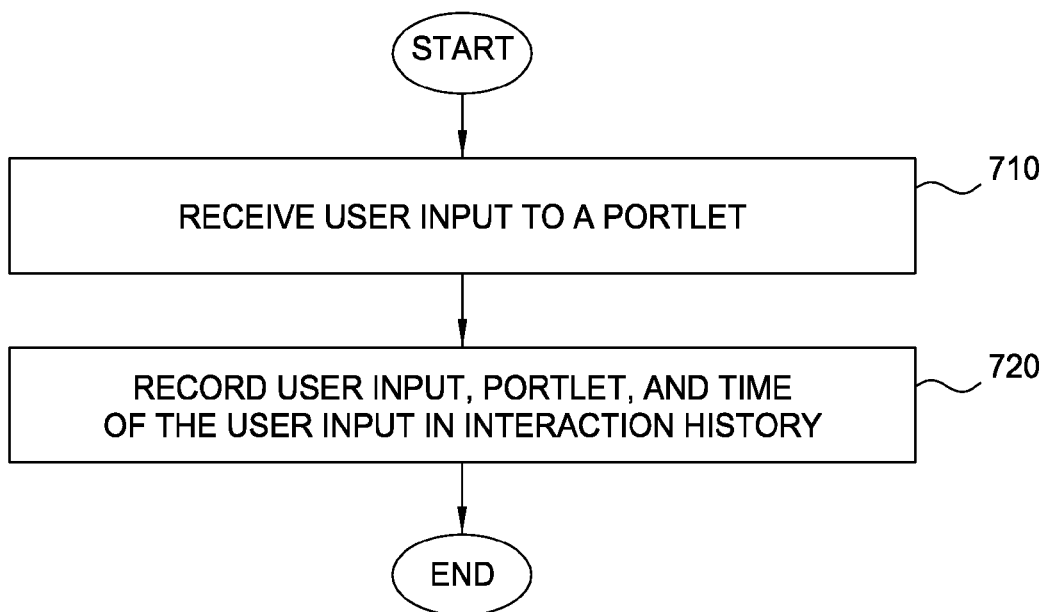 START
710
RECEIVE USER INPUT TO A PORTLET
720
RECORD USER INPUT, PORTLET, AND TIME
OF THE USER INPUT IN INTERACTION HISTORY
END